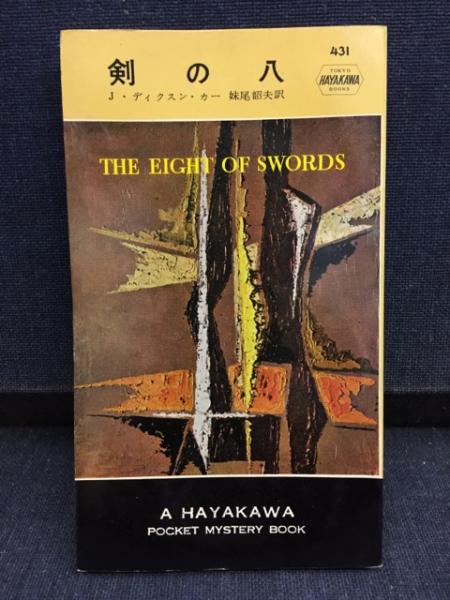 431
剣の八
TOKYO
HAYAKAWA
BOOKS
J・ディクスン・カー 妹尾韶夫訳
THE EIGHT OF SWORDS
A HAYAKAWA
POCKET MYSTERY BOOK